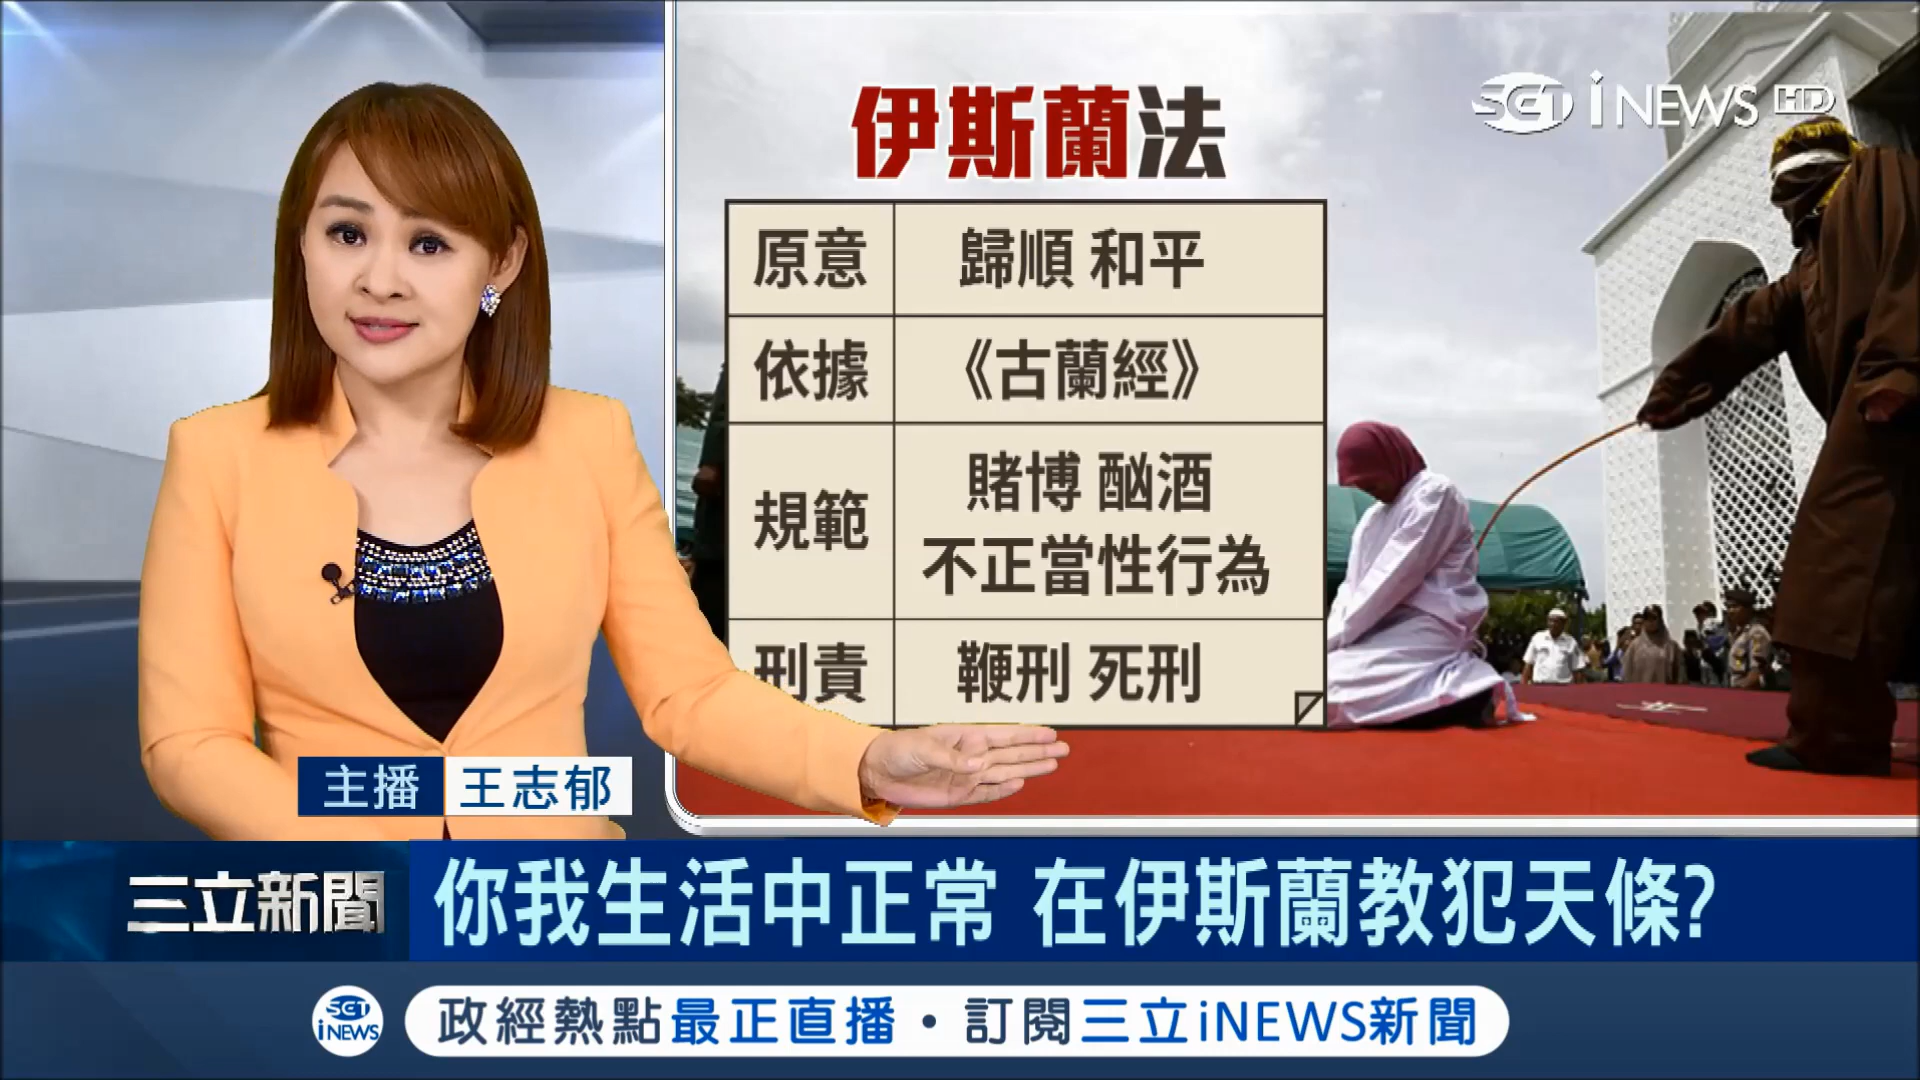 SET iNEWS HD
伊斯蘭法
原意 歸順 和平
依據 《古蘭經》
規範 賭博 酗酒
不正當性行為
刑責 鞭刑 死刑
主播 王志郁
三立新聞 你我生活中正常 在伊斯蘭教犯天條?
SET iNEWS 政經熱點最正直播・訂閱三立iNEWS新聞